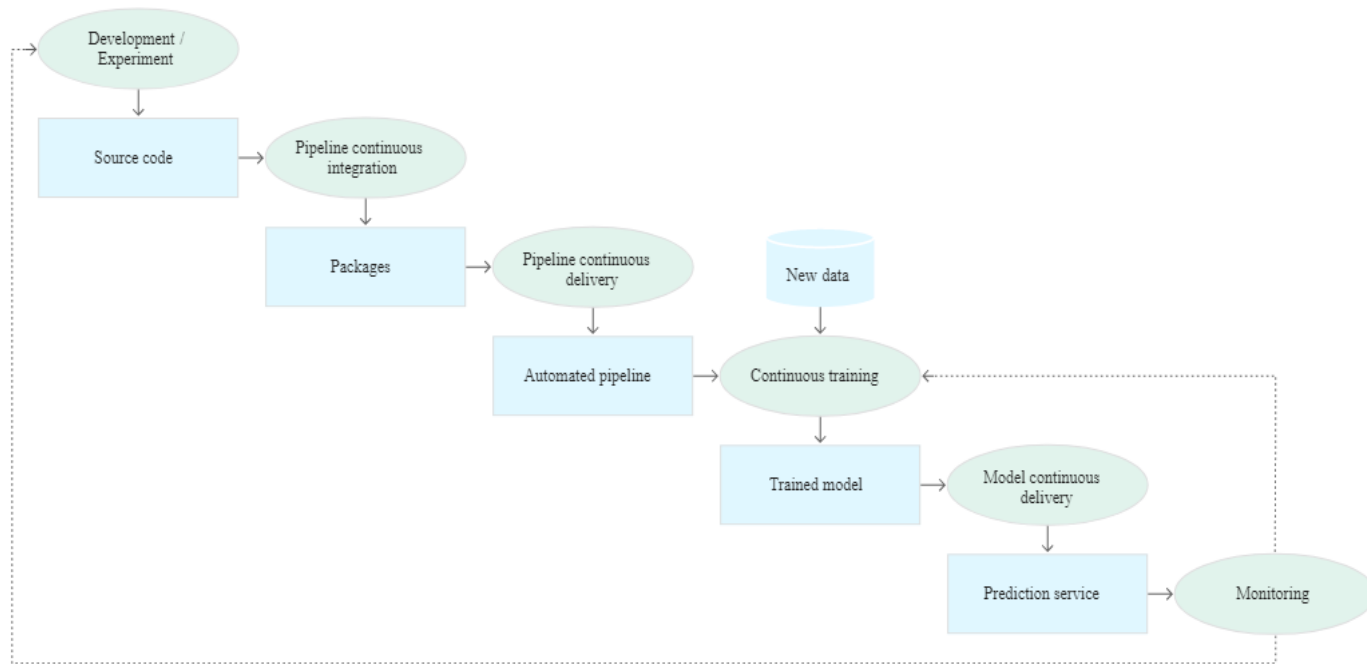 Development /
Experiment
Source code
Pipeline continuous
integration
Packages
Pipeline continuous
delivery
New data
Automated pipeline
Continuous training
Trained model
Model continuous
delivery
Prediction service
Monitoring